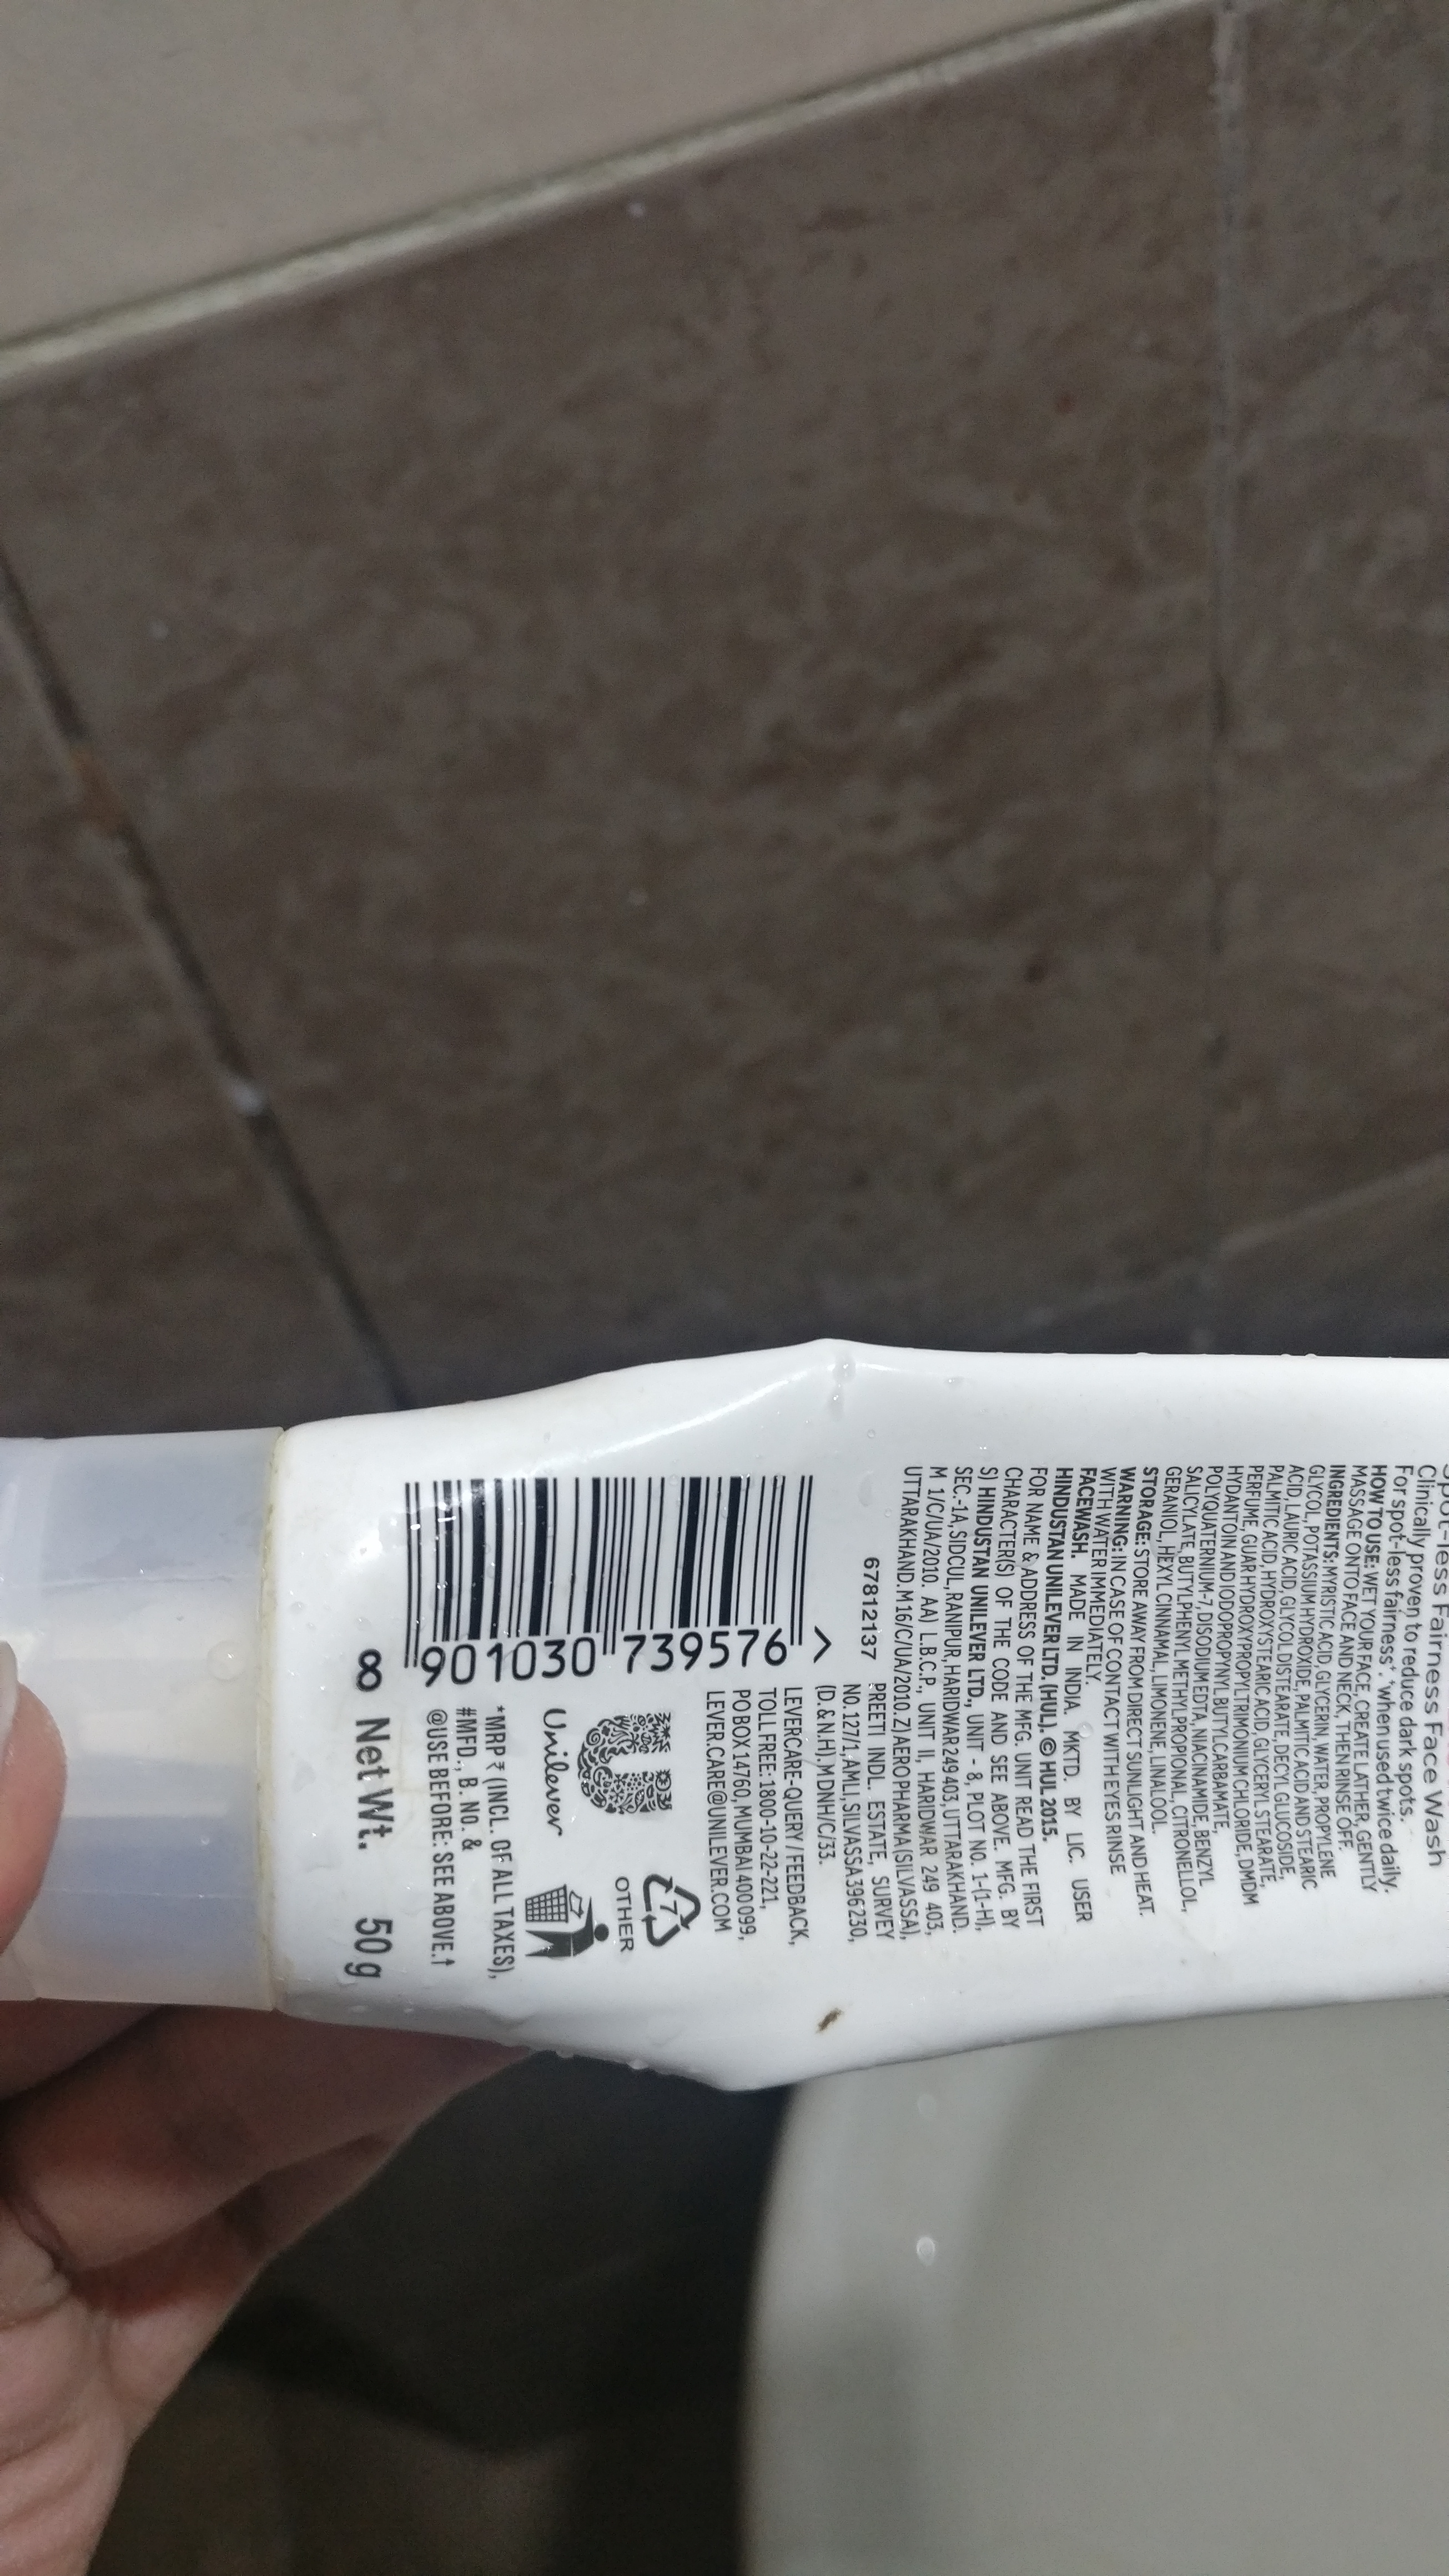 Spot-less Fairness Face Wash
Clinically proven to reduce dark spots.
For spot-less fairness⁺, when used twice daily.
HOW TO USE: WET YOUR FACE, CREATE LATHER, GENTLY
MASSAGE ONTO FACE AND NECK, THEN RINSE OFF.
INGREDIENTS: MYRISTIC ACID, GLYCERIN, WATER, PROPYLENE
GLYCOL, POTASSIUM HYDROXIDE, PALMITIC ACID AND STEARIC
ACID, LAURIC ACID, GLYCOL DISTEARATE, DECYL GLUCOSIDE,
PALMITIC ACID, HYDROXYSTEARIC ACID, GLYCERYL STEARATE,
PERFUME, GUAR HYDROXYPROPYLTRIMONIUM CHLORIDE, DMDM
HYDANTOIN AND IODOPROPYNYL BUTYLCARBAMATE,
POLYQUATERNIUM-7, DISODIUM EDTA, NIACINAMIDE, BENZYL
SALICYLATE, BUTYLPHENYL METHYLPROPIONAL, CITRONELLOL,
GERANIOL, HEXYL CINNAMAL, LIMONENE, LINALOOL.
STORAGE: STORE AWAY FROM DIRECT SUNLIGHT AND HEAT.
WARNING: IN CASE OF CONTACT WITH EYES RINSE
WITH WATER IMMEDIATELY.
FACEWASH. MADE IN INDIA. MKTD. BY LIC. USER
HINDUSTAN UNILEVER LTD. (HUL). © HUL 2015.
FOR NAME & ADDRESS OF THE MFG. UNIT READ THE FIRST
CHARACTER(S) OF THE CODE AND SEE ABOVE. MFG. BY
S) HINDUSTAN UNILEVER LTD., UNIT - 8, PLOT NO. 1-(1-H),
SEC.-1A, SIDCUL, RANIPUR, HARIDWAR 249 403, UTTARAKHAND.
M 1/C/UA/2010. AA) L.B.C.P., UNIT II, HARIDWAR 249 403,
UTTARAKHAND. M16/C/UA/2010. Z) AERO PHARMA (SILVASSA),
67812137 PREETI INDL. ESTATE, SURVEY
NO. 127/1, AMLI, SILVASSA 396230,
(D.& N.H), M DNH/C/33.
LEVERCARE-QUERY / FEEDBACK,
TOLL FREE: 1800-10-22-221,
PO BOX 14760, MUMBAI 400 099,
LEVER.CARE@UNILEVER.COM
7
OTHER
Unilever
*MRP ₹ (INCL. OF ALL TAXES),
#MFD., B. NO. &
@USE BEFORE: SEE ABOVE.↑
8 901030 739576 >
Net Wt. 50 g